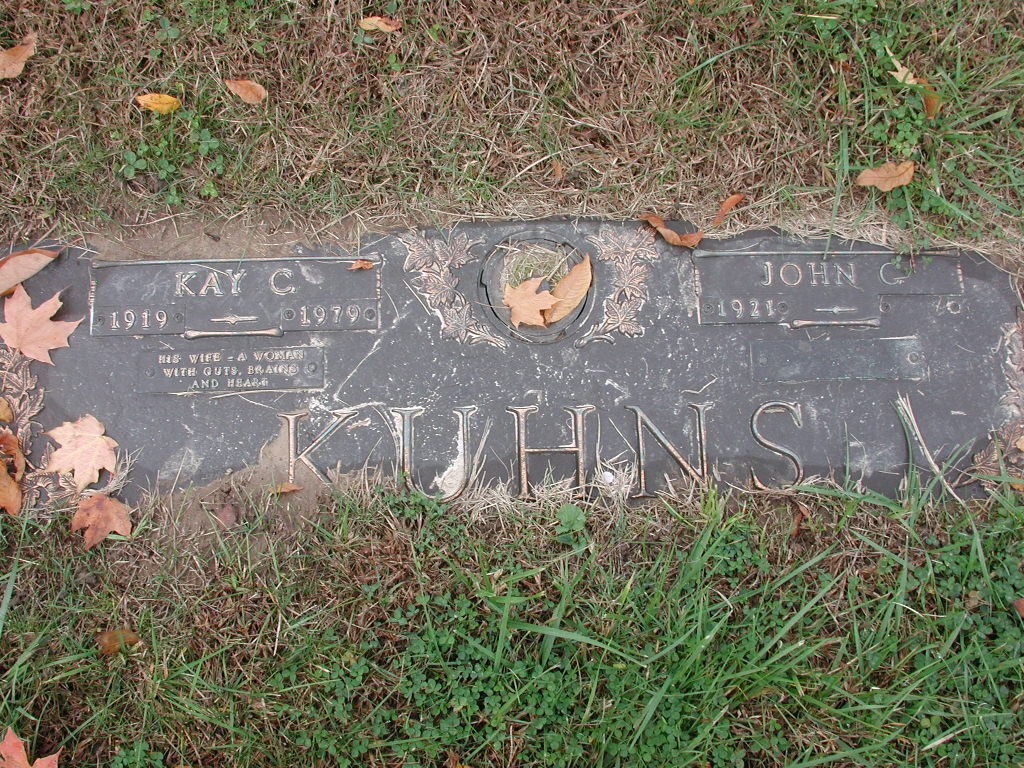 KAY C.
1919 1979
HIS WIFE - A WOMAN
WITH GUTS, BRAINS
AND HEART
JOHN C
1921
KUHNS